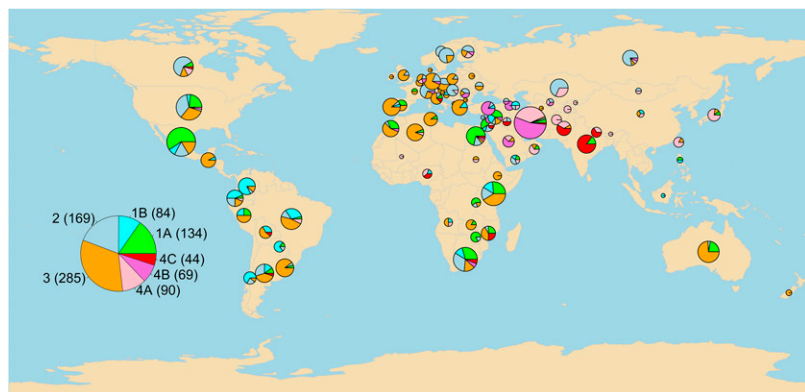 2 (169)
1B (84)
1A (134)
4C (44)
4B (69)
4A (90)
3 (285)